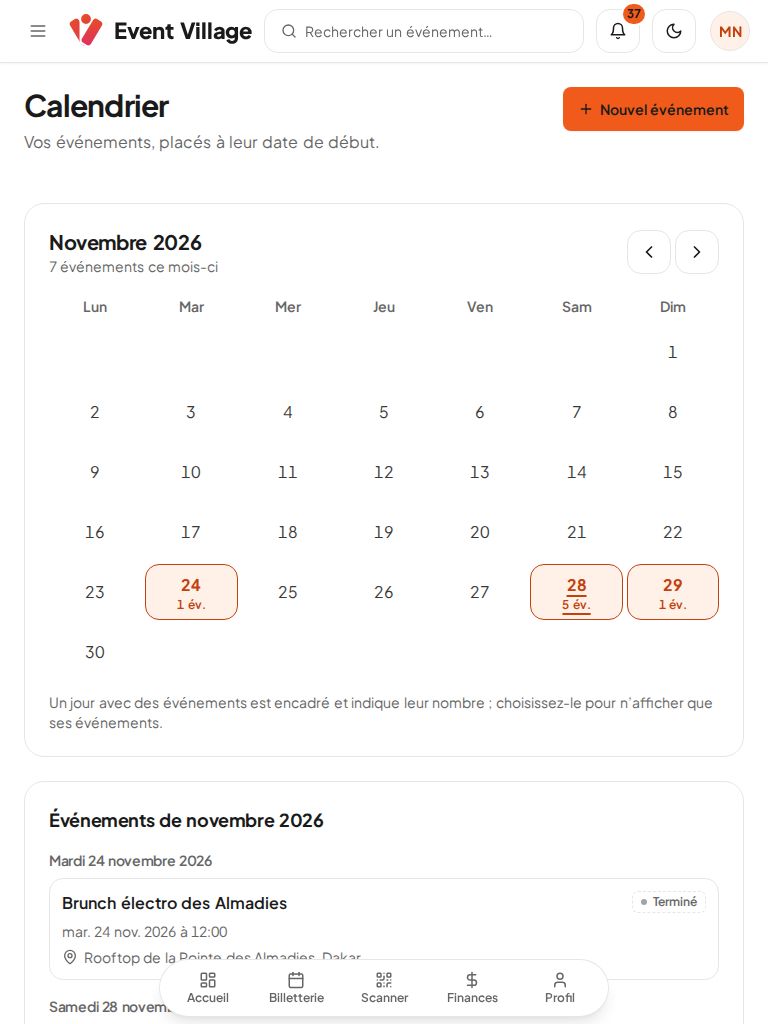 Event Village
Rechercher un événement...
37
MN
Calendrier
Vos événements, placés à leur date de début.
+ Nouvel événement
Novembre 2026
7 événements ce mois-ci
Lun Mar Mer Jeu Ven Sam Dim
1
2 3 4 5 6 7 8
9 10 11 12 13 14 15
16 17 18 19 20 21 22
23 24 25 26 27 28 29
1 év. 5 év. 1 év.
30
Un jour avec des événements est encadré et indique leur nombre ; choisissez-le pour n'afficher que
ses événements.
Événements de novembre 2026
Mardi 24 novembre 2026
Brunch électro des Almadies
Terminé
mar. 24 nov. 2026 à 12:00
Rooftop de la Pointe des Almadies, Dakar
Samedi 28
Accueil Billetterie Scanner Finances Profil